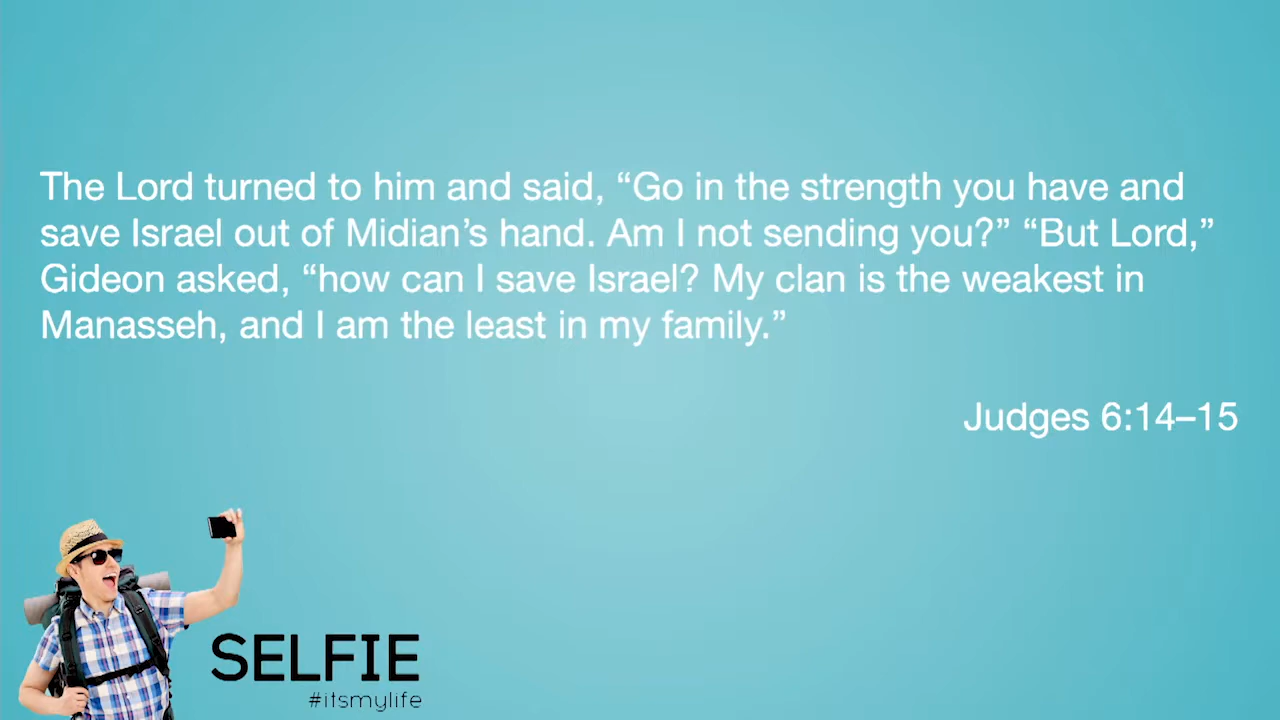 The Lord turned to him and said, “Go in the strength you have and
save Israel out of Midian’s hand. Am I not sending you?” “But Lord,”
Gideon asked, “how can I save Israel? My clan is the weakest in
Manasseh, and I am the least in my family.”
Judges 6:14–15
SELFIE
#itsmylife